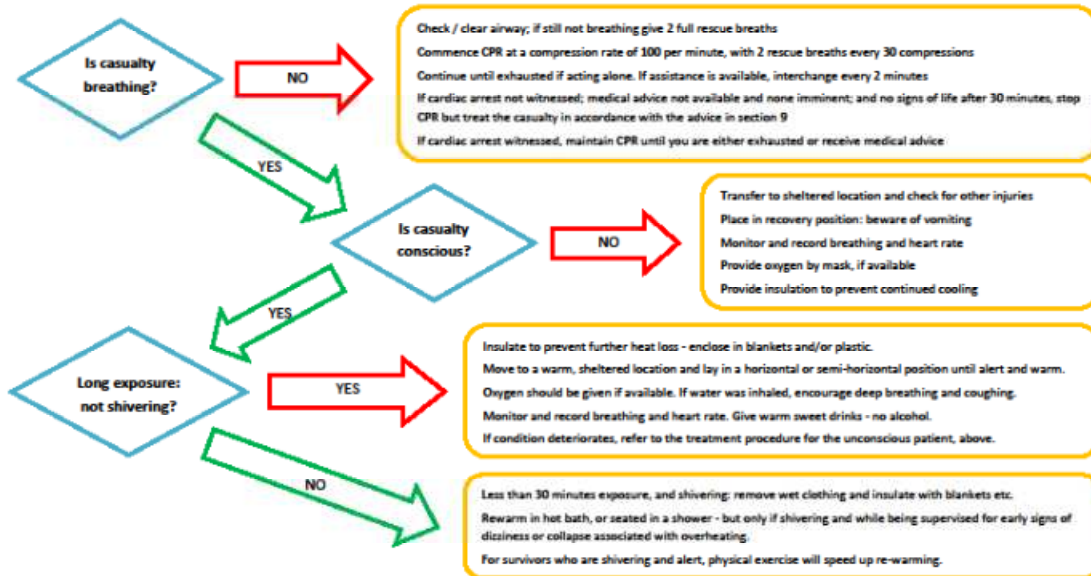 Is casualty
breathing?
NO
Check / clear airway; if still not breathing give 2 full rescue breaths
Commence CPR at a compression rate of 100 per minute, with 2 rescue breaths every 30 compressions
Continue until exhausted if acting alone. If assistance is available, interchange every 2 minutes
If cardiac arrest not witnessed; medical advice not available and none imminent; and no signs of life after 30 minutes, stop
CPR but treat the casualty in accordance with the advice in section 9
If cardiac arrest witnessed, maintain CPR until you are either exhausted or receive medical advice
YES
Is casualty
conscious?
NO
Transfer to sheltered location and check for other injuries
Place in recovery position: beware of vomiting
Monitor and record breathing and heart rate
Provide oxygen by mask, if available
Provide insulation to prevent continued cooling
YES
Long exposure:
not shivering?
YES
Insulate to prevent further heat loss - enclose in blankets and/or plastic.
Move to a warm, sheltered location and lay in a horizontal or semi-horizontal position until alert and warm.
Oxygen should be given if available. If water was inhaled, encourage deep breathing and coughing.
Monitor and record breathing and heart rate. Give warm sweet drinks - no alcohol.
If condition deteriorates, refer to the treatment procedure for the unconscious patient, above.
NO
Less than 30 minutes exposure, and shivering: remove wet clothing and insulate with blankets etc.
Rewarm in hot bath, or seated in a shower - but only if shivering and while being supervised for early signs of
dizziness or collapse associated with overheating.
For survivors who are shivering and alert, physical exercise will speed up re-warming.